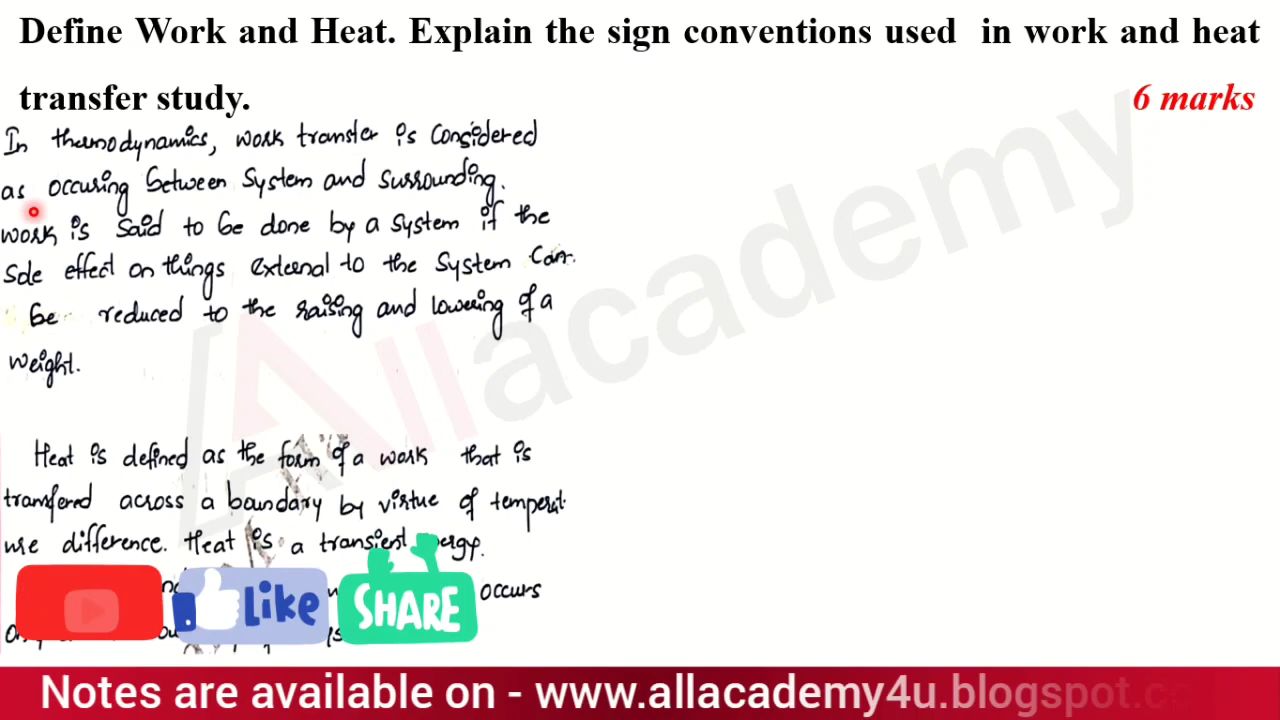 Define Work and Heat. Explain the sign conventions used in work and heat
transfer study. 6 marks
In thermodynamics, work transfer is considered
as occuring between system and surrounding.
work is said to be done by a system if the
sole effect on things external to the system can
be reduced to the raising and lowering of a
weight.
Heat is defined as the form of a work that is
transfered across a boundary by virtue of temperat
ure difference. Heat is a transient
occurs
Like
SHARE
Allacademy
Notes are available on - www.allacademy4u.blogspot.co